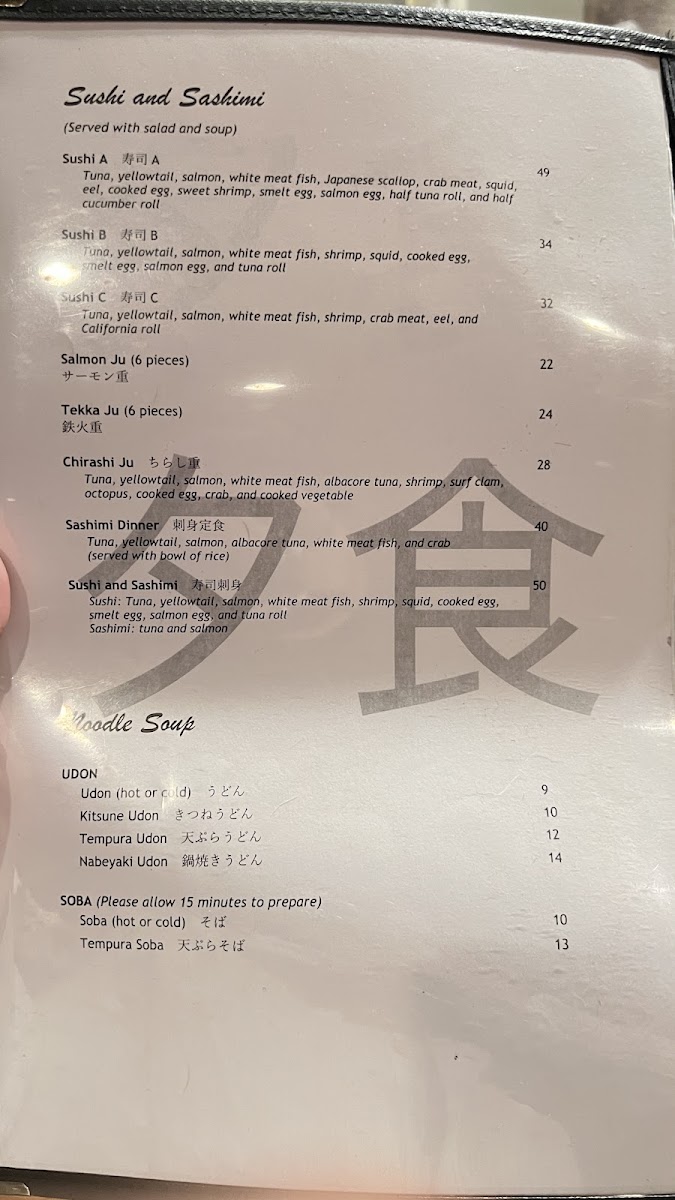 Sushi and Sashimi
(Served with salad and soup)
Sushi A 寿司 A 49
Tuna, yellowtail, salmon, white meat fish, Japanese scallop, crab meat, squid,
eel, cooked egg, sweet shrimp, smelt egg, salmon egg, half tuna roll, and half
cucumber roll
Sushi B 寿司 B 34
Tuna, yellowtail, salmon, white meat fish, shrimp, squid, cooked egg,
smelt egg, salmon egg, and tuna roll
Sushi C 寿司 C 32
Tuna, yellowtail, salmon, white meat fish, shrimp, crab meat, eel, and
California roll
Salmon Ju (6 pieces) 22
サーモン重
Tekka Ju (6 pieces) 24
鉄火重
Chirashi Ju ちらし重 28
Tuna, yellowtail, salmon, white meat fish, albacore tuna, shrimp, surf clam,
octopus, cooked egg, crab, and cooked vegetable
Sashimi Dinner 刺身定食 40
Tuna, yellowtail, salmon, albacore tuna, white meat fish, and crab
(served with bowl of rice)
Sushi and Sashimi 寿司刺身 50
Sushi: Tuna, yellowtail, salmon, white meat fish, shrimp, squid, cooked egg,
smelt egg, salmon egg, and tuna roll
Sashimi: tuna and salmon
夕食
Noodle Soup
UDON
Udon (hot or cold) うどん 9
Kitsune Udon きつねうどん 10
Tempura Udon 天ぷらうどん 12
Nabeyaki Udon 鍋焼きうどん 14
SOBA (Please allow 15 minutes to prepare)
Soba (hot or cold) そば 10
Tempura Soba 天ぷらそば 13